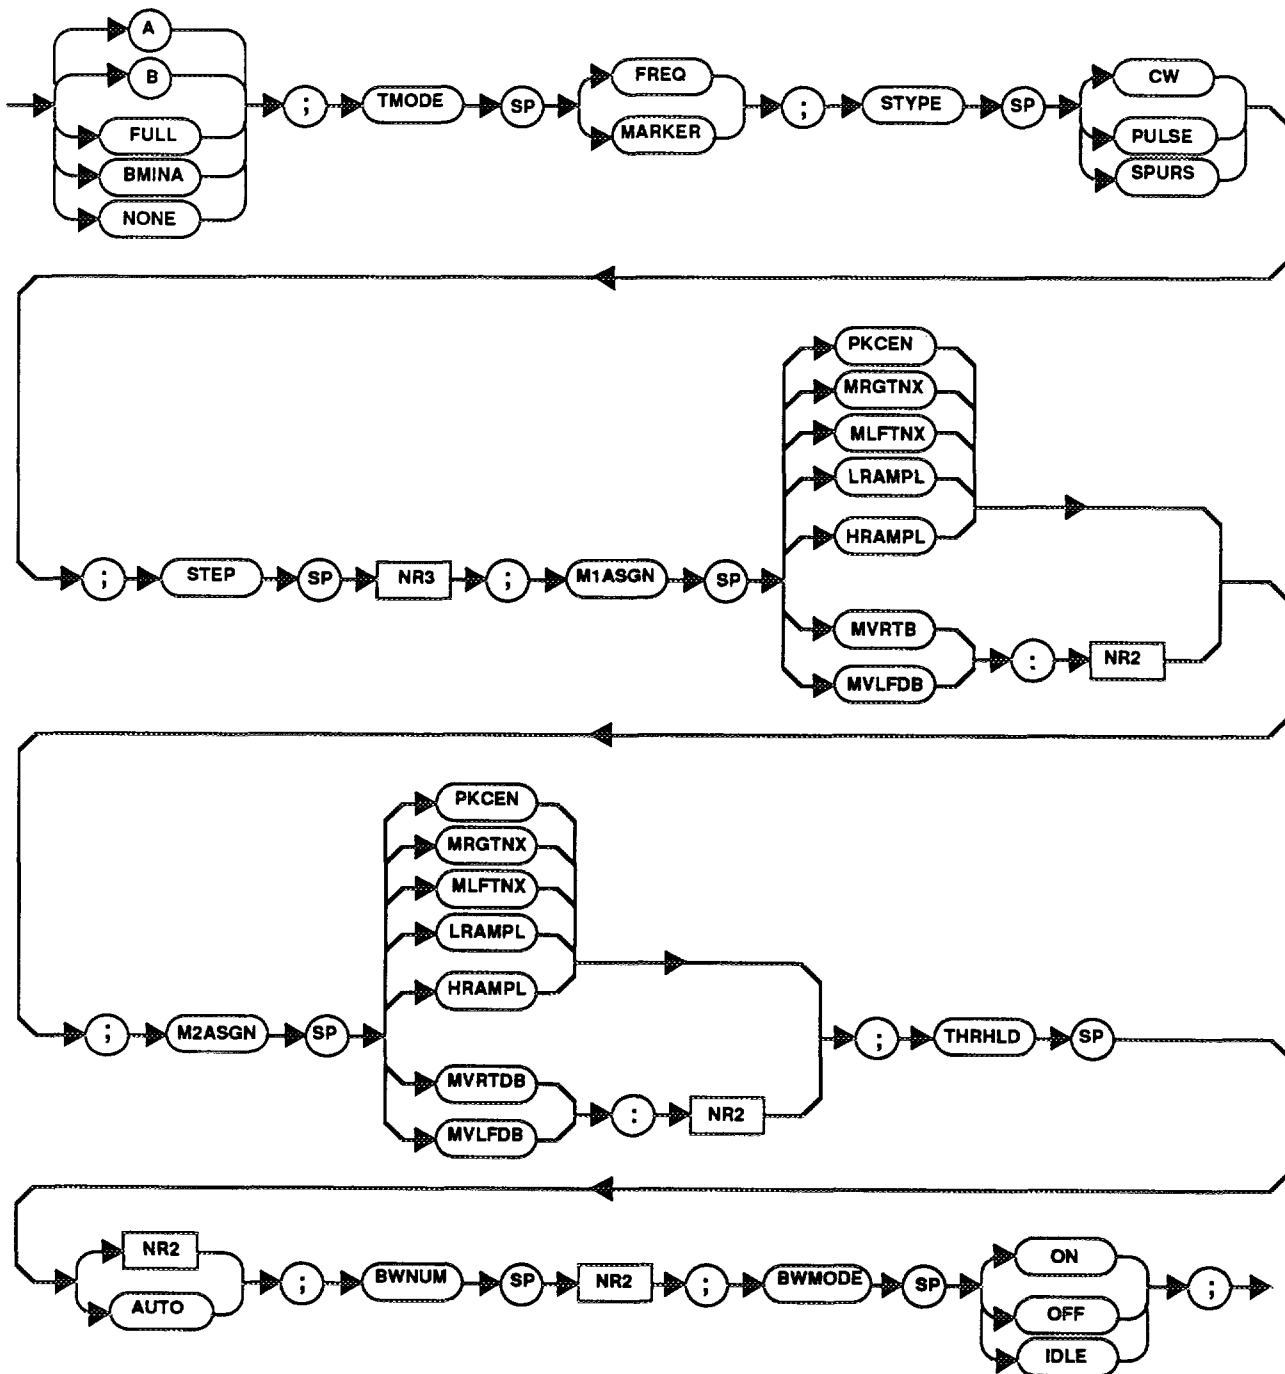 A
B
FULL
BMINA
NONE
;
TMODE
SP
FREQ
MARKER
;
STYPE
SP
CW
PULSE
SPURS
;
STEP
SP
NR3
;
M1ASGN
SP
PKCEN
MRGTNX
MLFTNX
LRAMPL
HRAMPL
MVRTB
MVLFDB
:
NR2
;
M2ASGN
SP
PKCEN
MRGTNX
MLFTNX
LRAMPL
HRAMPL
MVRTDB
MVLFDB
:
NR2
;
THRHLD
SP
NR2
AUTO
;
BWNUM
SP
NR2
;
BWMODE
SP
ON
OFF
IDLE
;